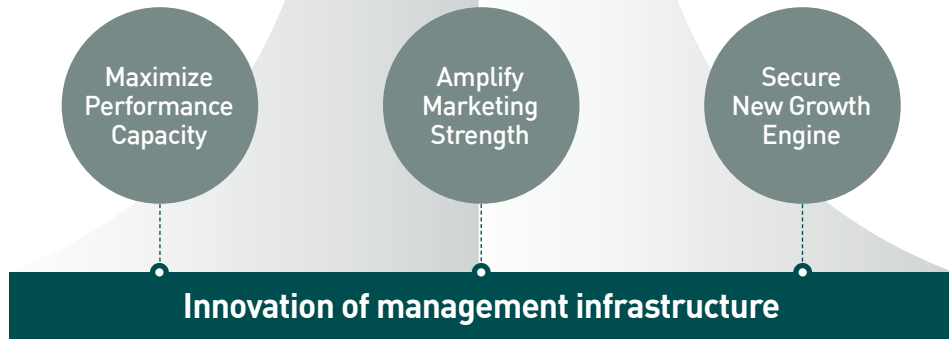 Maximize
Performance
Capacity
Amplify
Marketing
Strength
Secure
New Growth
Engine
Innovation of management infrastructure